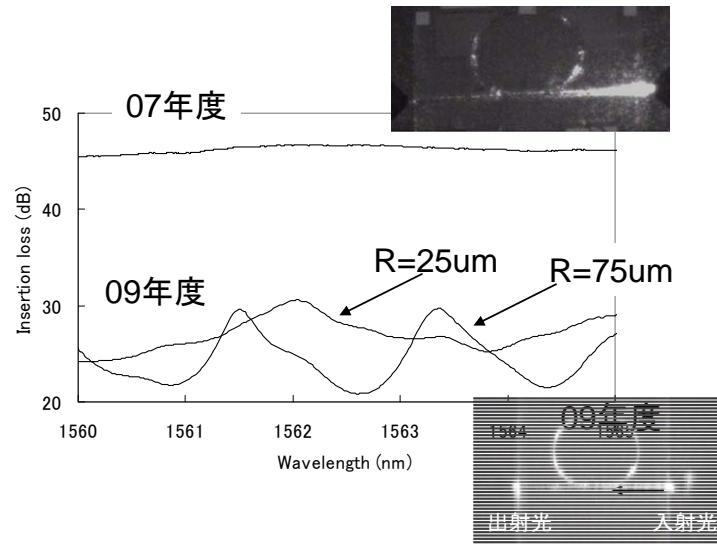 50
07年度
40
Insertion loss (dB)
R=25um
R=75um
09年度
30
20
1560
1561
1562
1563
1564
1565
Wavelength (nm)
09年度
出射光
入射光